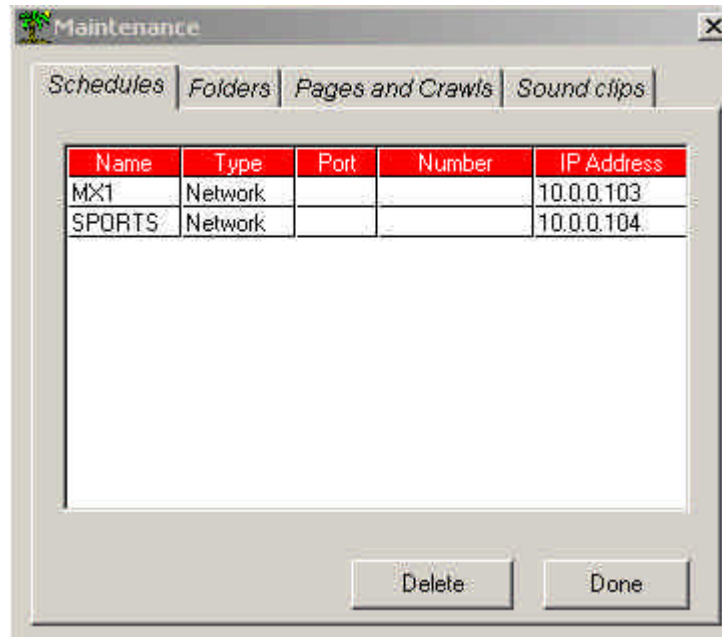 Maintenance
Schedules Folders Pages and Crawls Sound clips
Name Type Port Number IP Address
MX1 Network 10.0.0.103
SPORTS Network 10.0.0.104
Delete Done